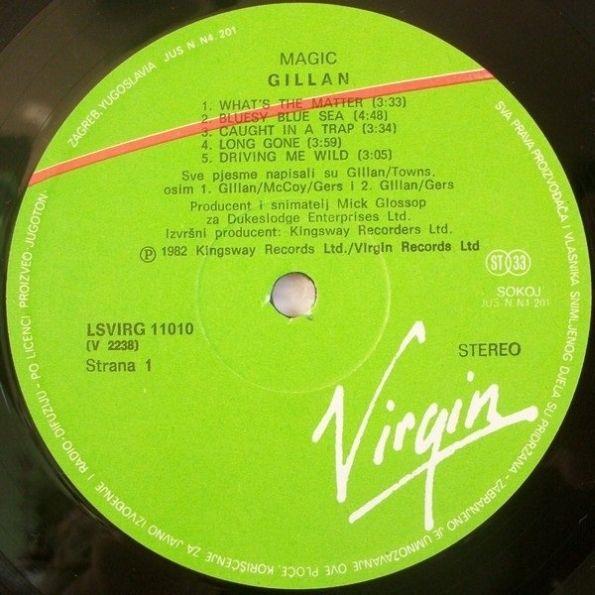 MAGIC
GILLAN
1. WHAT'S THE MATTER (3:33)
2. BLUESY BLUE SEA (4:48)
3. CAUGHT IN A TRAP (3:34)
4. LONG GONE (3:59)
5. DRIVING ME WILD (3:05)
Sve pjesme napisali su Gillan/Towns,
osim 1. Gillan/McCoy/Gers i 2. Gillan/Gers
Producent i snimatelj Mick Glossop
za Dukeslodge Enterprises Ltd.
Izvršni producent: Kingsway Recorders Ltd.
Ⓟ 1982 Kingsway Records Ltd./Virgin Records Ltd
ST 33
SOKOJ
JUS·N·N4 201
LSVIRG 11010
(V 2238)
Strana 1
STEREO
Virgin
SVA PRAVA PROIZVOĐAČA I VLASNIKA SNIMLJENOG DJELA SU PRIDRŽANA - ZABRANJENO JE UMNOŽAVANJE OVE PLOČE, KORIŠĆENJE ZA JAVNO IZVOĐENJE I RADIO-DIFUZIJU - PO LICENCI PROIZVEO JUGOTON
ZAGREB, YUGOSLAVIA JUS N N4. 201